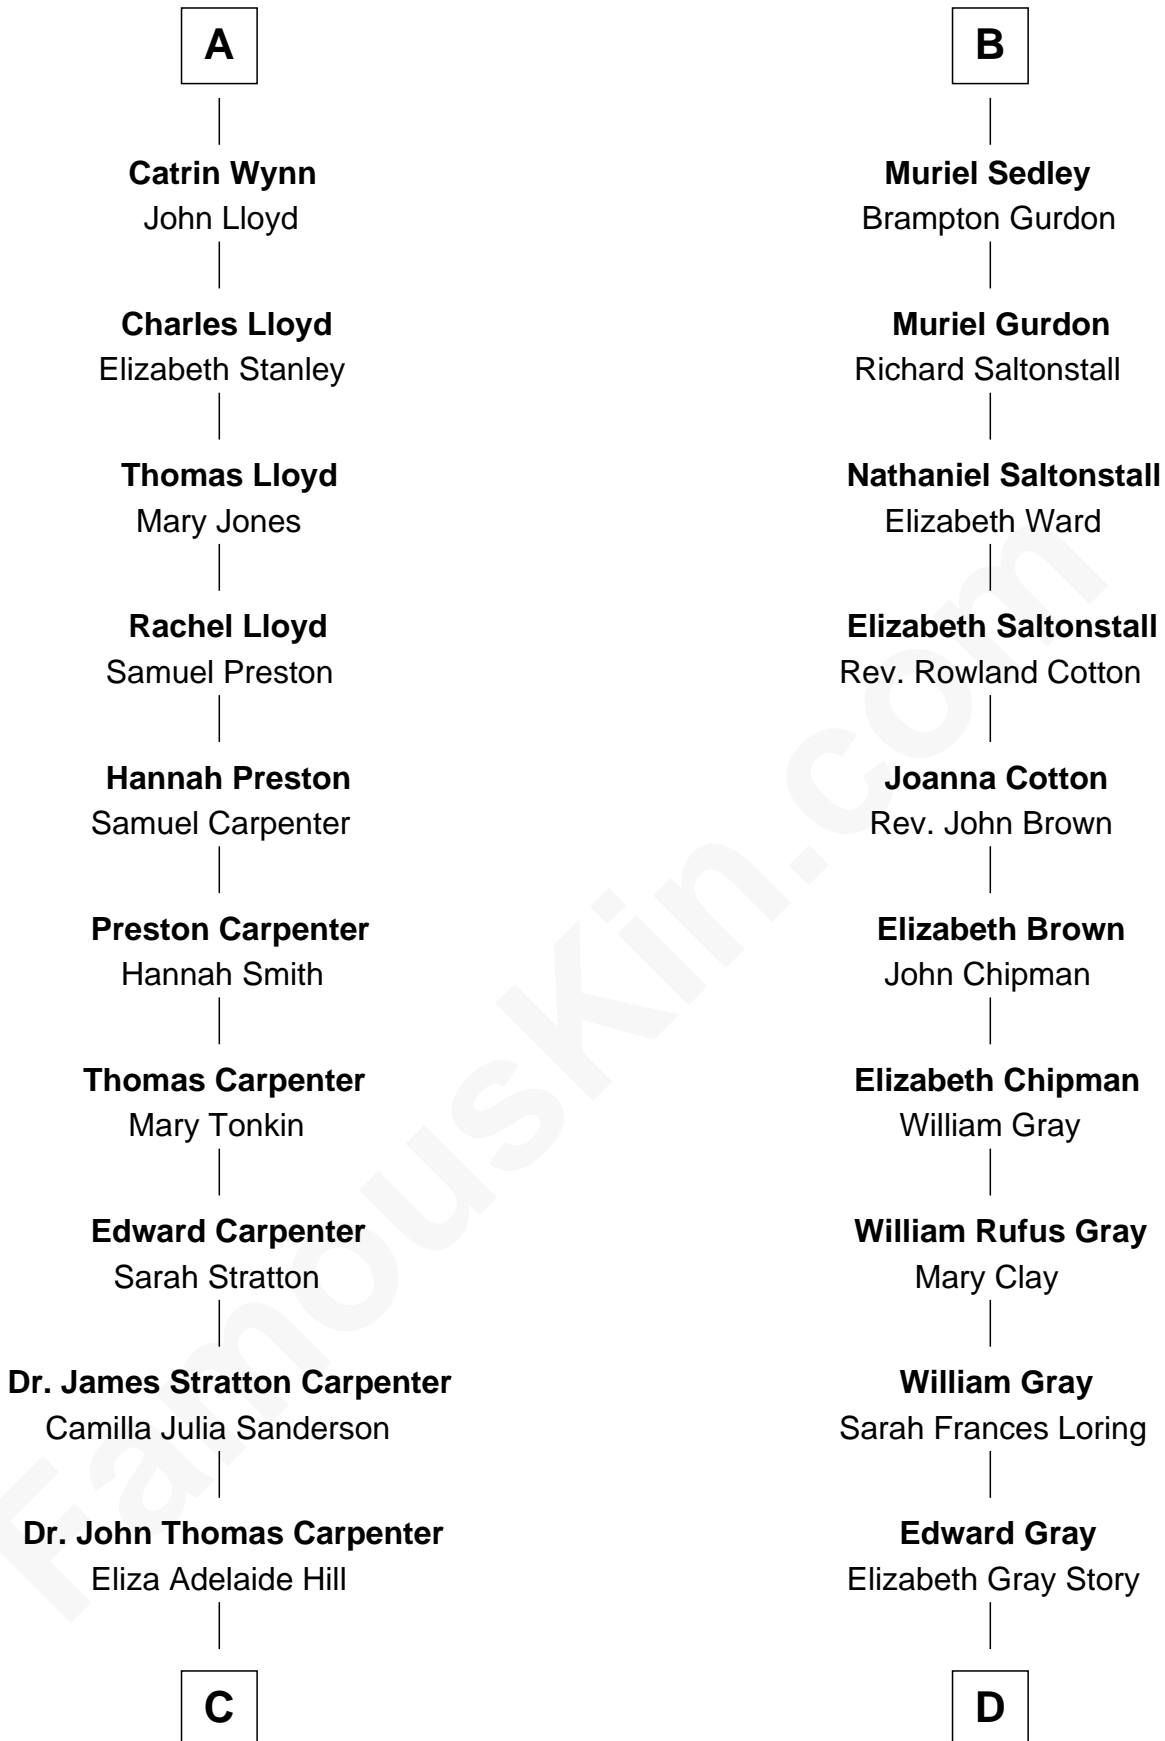 A
Catrin Wynn
John Lloyd
Charles Lloyd
Elizabeth Stanley
Thomas Lloyd
Mary Jones
Rachel Lloyd
Samuel Preston
Hannah Preston
Samuel Carpenter
Preston Carpenter
Hannah Smith
Thomas Carpenter
Mary Tonkin
Edward Carpenter
Sarah Stratton
Dr. James Stratton Carpenter
Camilla Julia Sanderson
Dr. John Thomas Carpenter
Eliza Adelaide Hill
C
B
Muriel Sedley
Brampton Gurdon
Muriel Gurdon
Richard Saltonstall
Nathaniel Saltonstall
Elizabeth Ward
Elizabeth Saltonstall
Rev. Rowland Cotton
Joanna Cotton
Rev. John Brown
Elizabeth Brown
John Chipman
Elizabeth Chipman
William Gray
William Rufus Gray
Mary Clay
William Gray
Sarah Frances Loring
Edward Gray
Elizabeth Gray Story
D
FamousKin.com